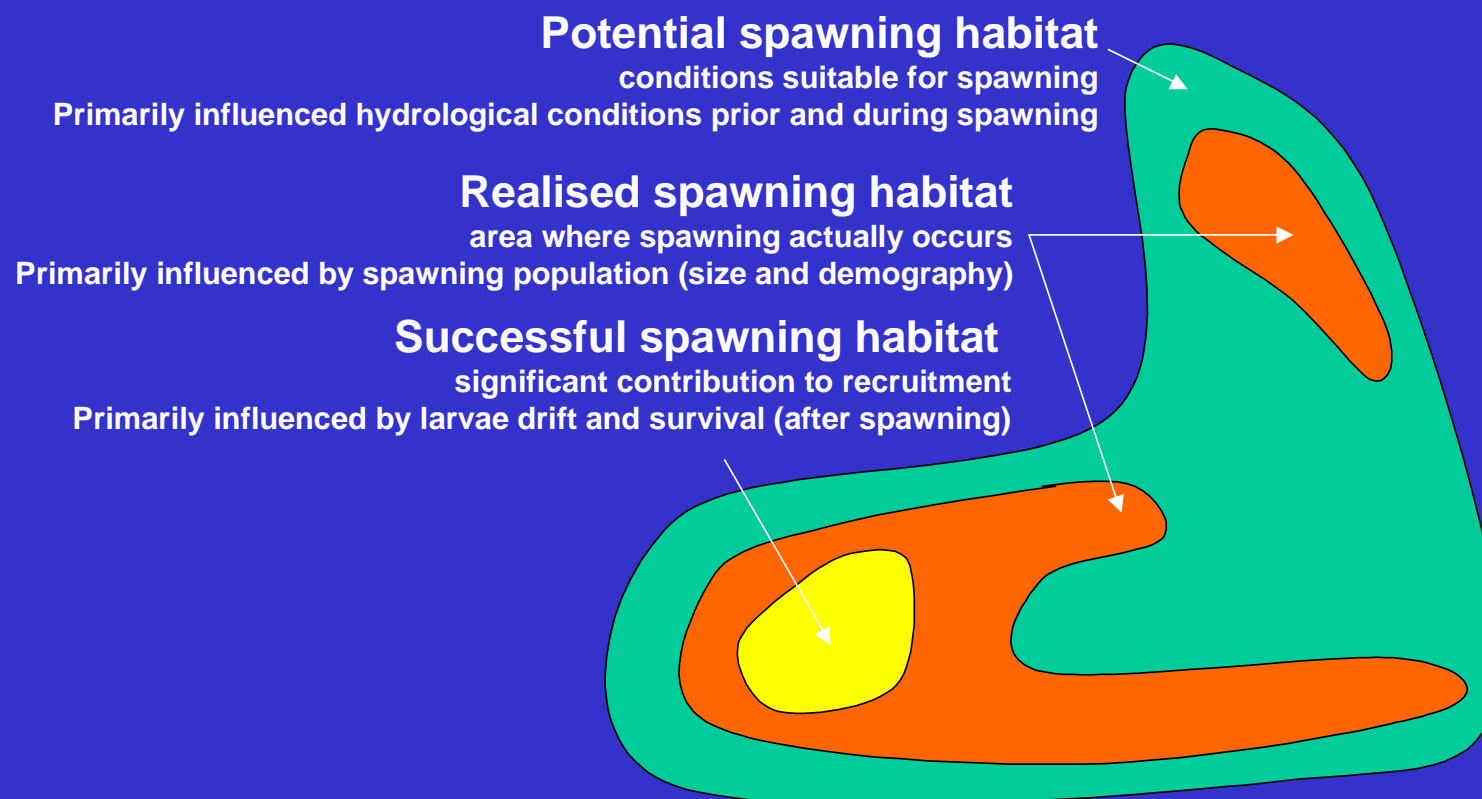 Potential spawning habitat
conditions suitable for spawning
Primarily influenced hydrological conditions prior and during spawning
Realised spawning habitat
area where spawning actually occurs
Primarily influenced by spawning population (size and demography)
Successful spawning habitat
significant contribution to recruitment
Primarily influenced by larvae drift and survival (after spawning)